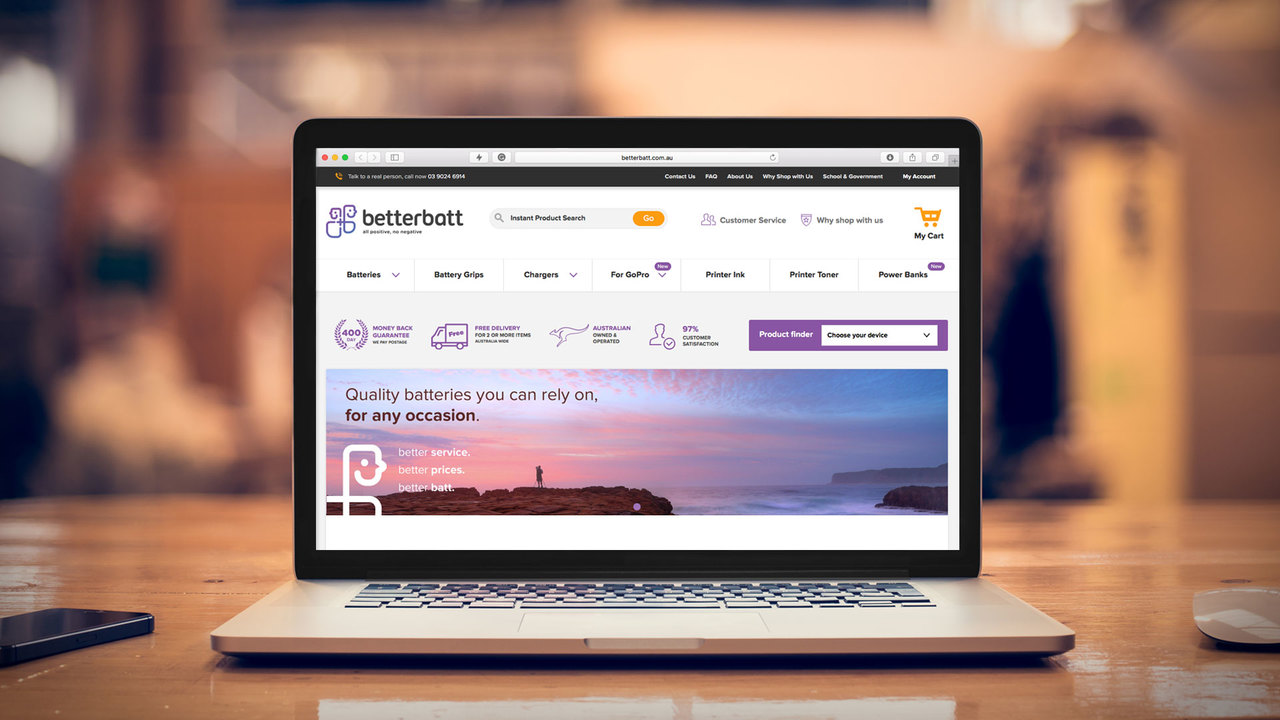 betterbatt.com.au
Talk to a real person, call now 03 9024 6914
Contact Us FAQ About Us Why Shop with Us School & Government My Account
betterbatt
all positive, no negative
Instant Product Search
Go
Customer Service
Why shop with us
My Cart
Batteries
Battery Grips
Chargers
For GoPro
New
Printer Ink
Printer Toner
Power Banks
New
400
DAY
MONEY BACK
GUARANTEE
WE PAY POSTAGE
Free
FREE DELIVERY
FOR 2 OR MORE ITEMS
AUSTRALIA WIDE
AUSTRALIAN
OWNED &
OPERATED
97%
CUSTOMER
SATISFACTION
Product finder
Choose your device
Quality batteries you can rely on,
for any occasion.
better service.
better prices.
better batt.